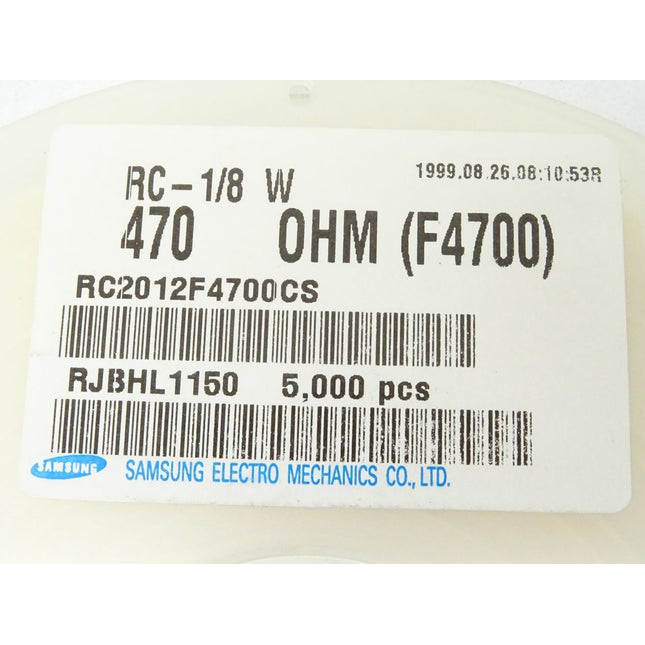 RC-1/8 W
1999.08.26.08:10:53R
470 OHM (F4700)
RC2012F4700CS
RJBHL1150 5,000 pcs
SAMSUNG SAMSUNG ELECTRO MECHANICS CO., LTD.